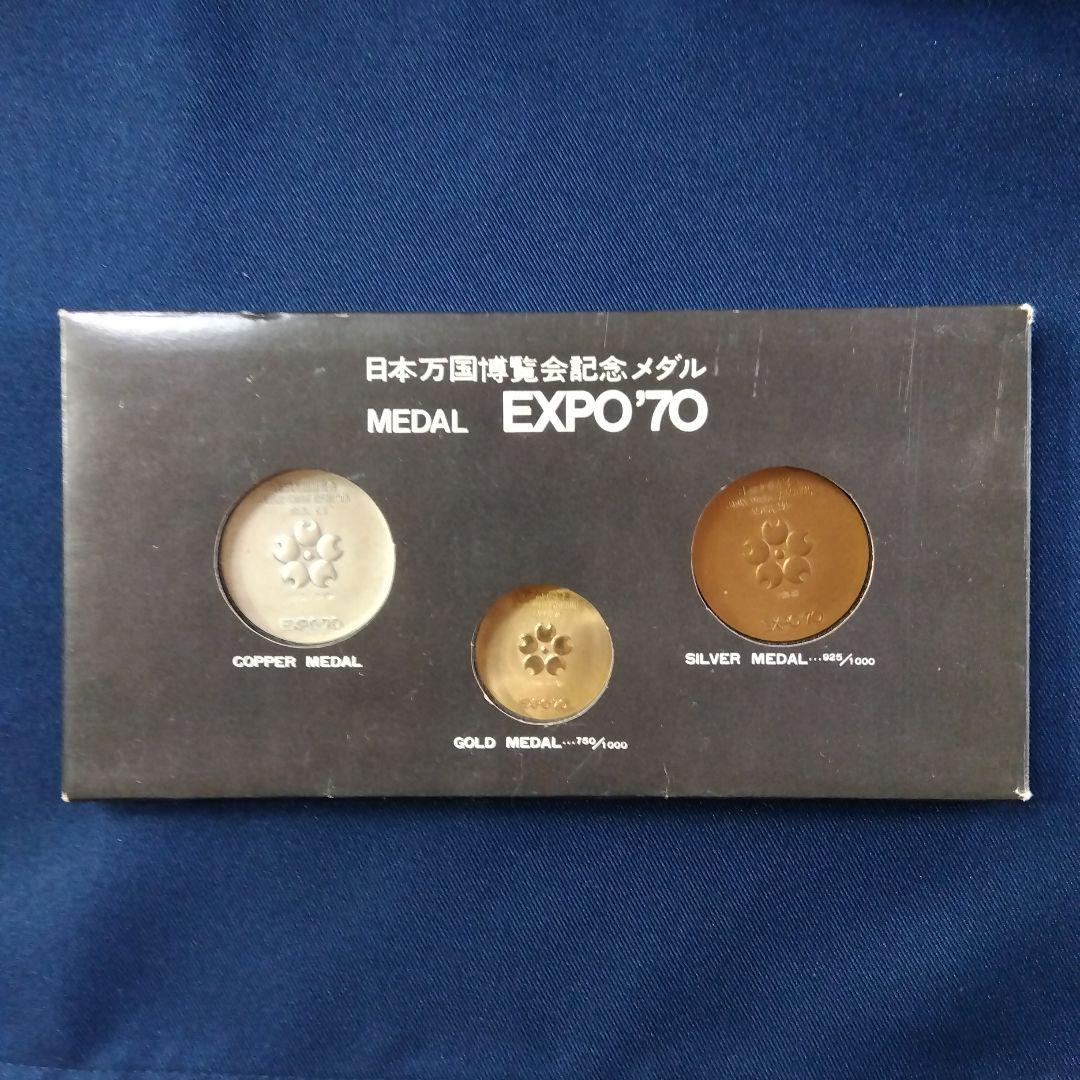 日本万国博覧会記念メダル
MEDAL EXPO'70
EXPO'70
COPPER MEDAL
EXPO'70
GOLD MEDAL...750/1000
EXPO'70
SILVER MEDAL...925/1000